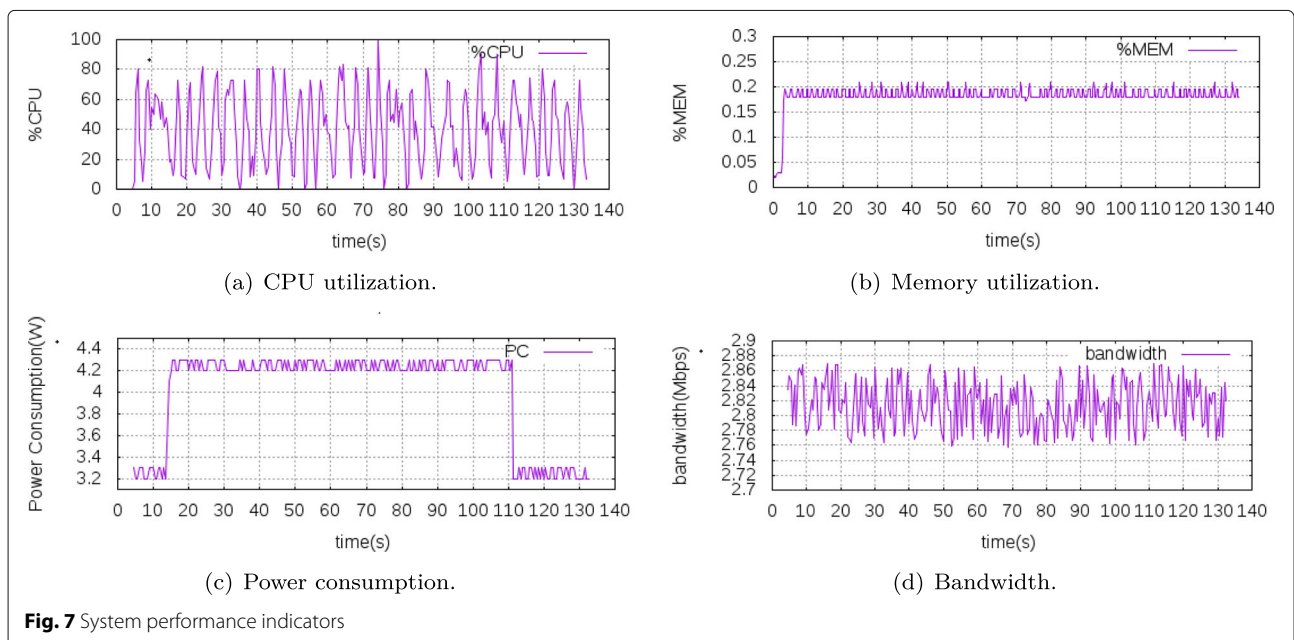 %CPU
100
80
60
40
20
0
%CPU
0 10 20 30 40 50 60 70 80 90 100 110 120 130 140
time(s)
(a) CPU utilization.
%MEM
0.3
0.25
0.2
0.15
0.1
0.05
0
%MEM
0 10 20 30 40 50 60 70 80 90 100 110 120 130 140
time(s)
(b) Memory utilization.
Power Consumption(W)
4.4
4.2
4
3.8
3.6
3.4
3.2
PC
0 10 20 30 40 50 60 70 80 90 100 110 120 130 140
time(s)
(c) Power consumption.
bandwidth(Mbps)
2.9
2.88
2.86
2.84
2.82
2.8
2.78
2.76
2.74
2.72
2.7
bandwidth
0 10 20 30 40 50 60 70 80 90 100 110 120 130 140
time(s)
(d) Bandwidth.
Fig. 7 System performance indicators